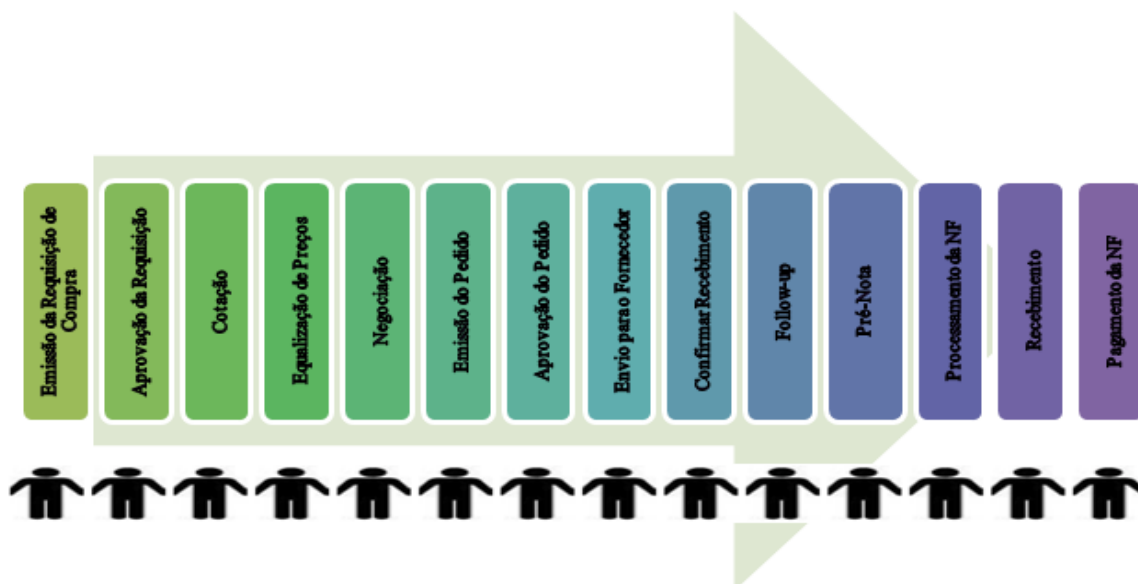 Emissão da Requisição de
Compra
Aprovação da Requisição
Cotação
Equalização de Preços
Negociação
Emissão do Pedido
Aprovação do Pedido
Envio para o Fornecedor
Confirmar Recebimento
Follow-up
Pré-Nota
Processamento da NF
Recebimento
Pagamento da NF